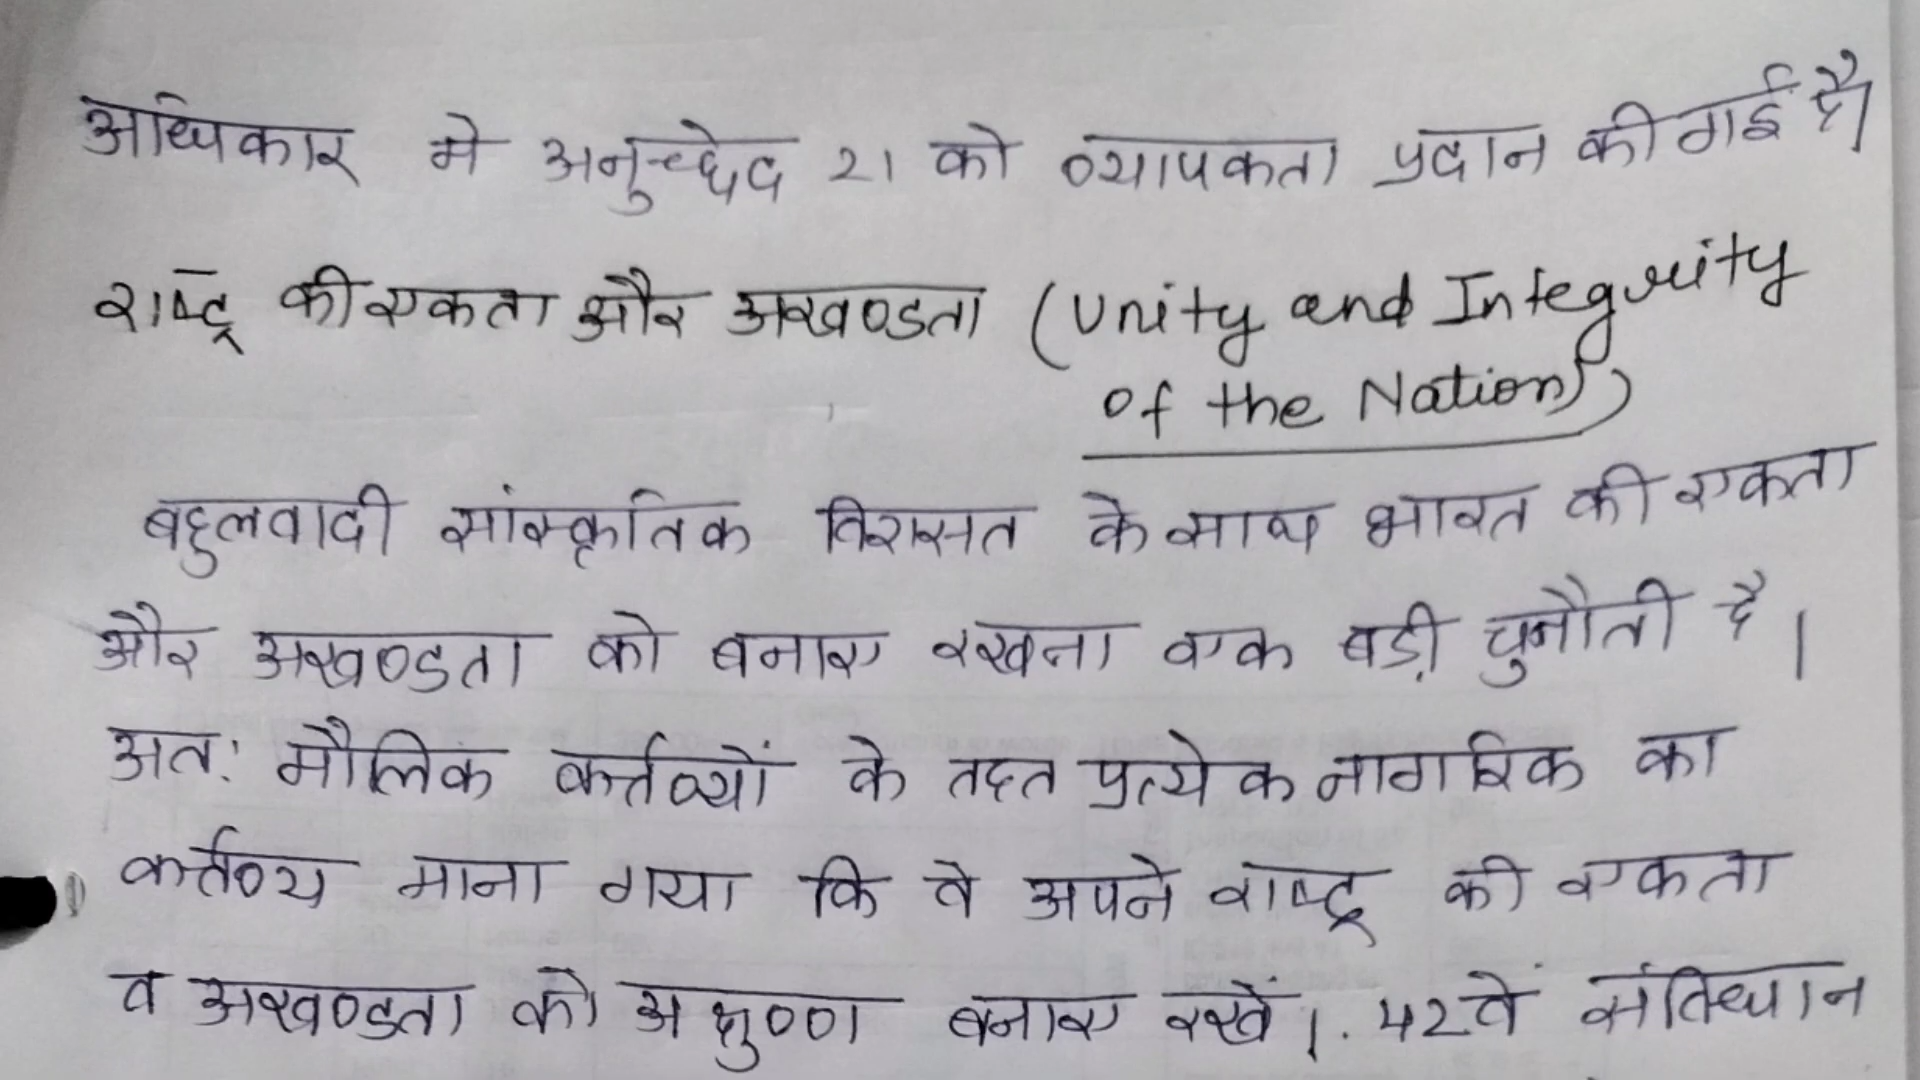 अधिकार मे अनुच्छेद 21 को व्यापकता प्रदान की गई है।
राष्ट्र की एकता और अखण्डता (Unity and Integrity
of the Nation)
बहुलवादी सांस्कृतिक विरासत के साथ भारत की एकता
और अखण्डता को बनाए रखना एक बड़ी चुनौती है।
अत: मौलिक कर्त्तव्यों के तहत प्रत्येक नागरिक का
कर्त्तव्य माना गया कि वे अपने राष्ट्र की एकता
व अखण्डता को अक्षुण्ण बनाए रखें। 42वें संविधान